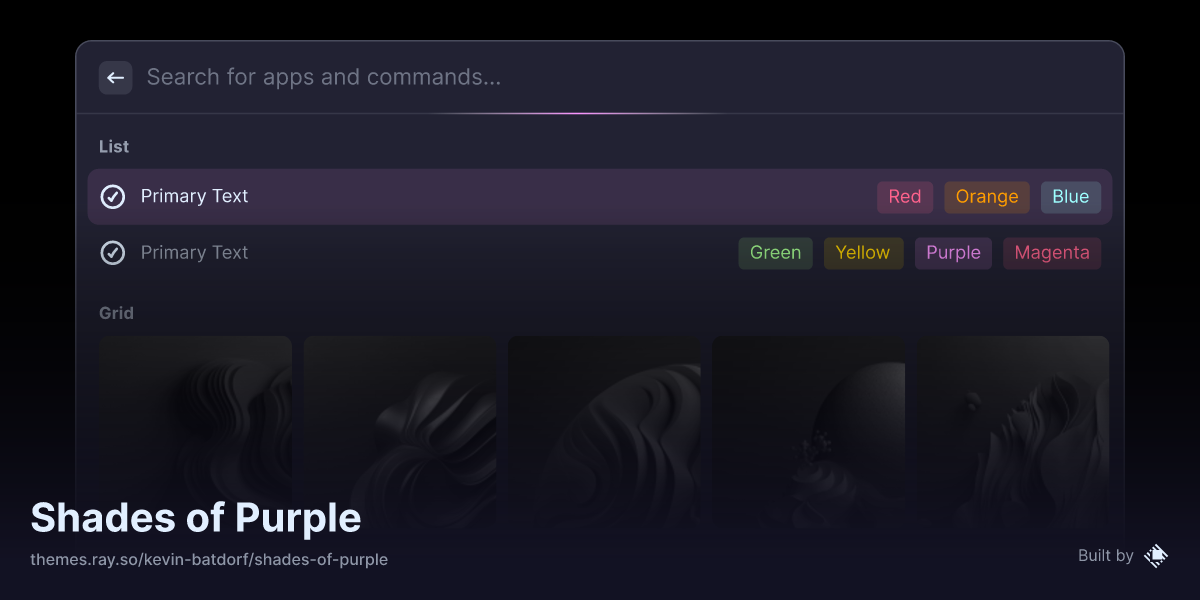 Search for apps and commands...
List
Primary Text Red Orange Blue
Primary Text Green Yellow Purple Magenta
Grid
Shades of Purple
themes.ray.so/kevin-batdorf/shades-of-purple
Built by